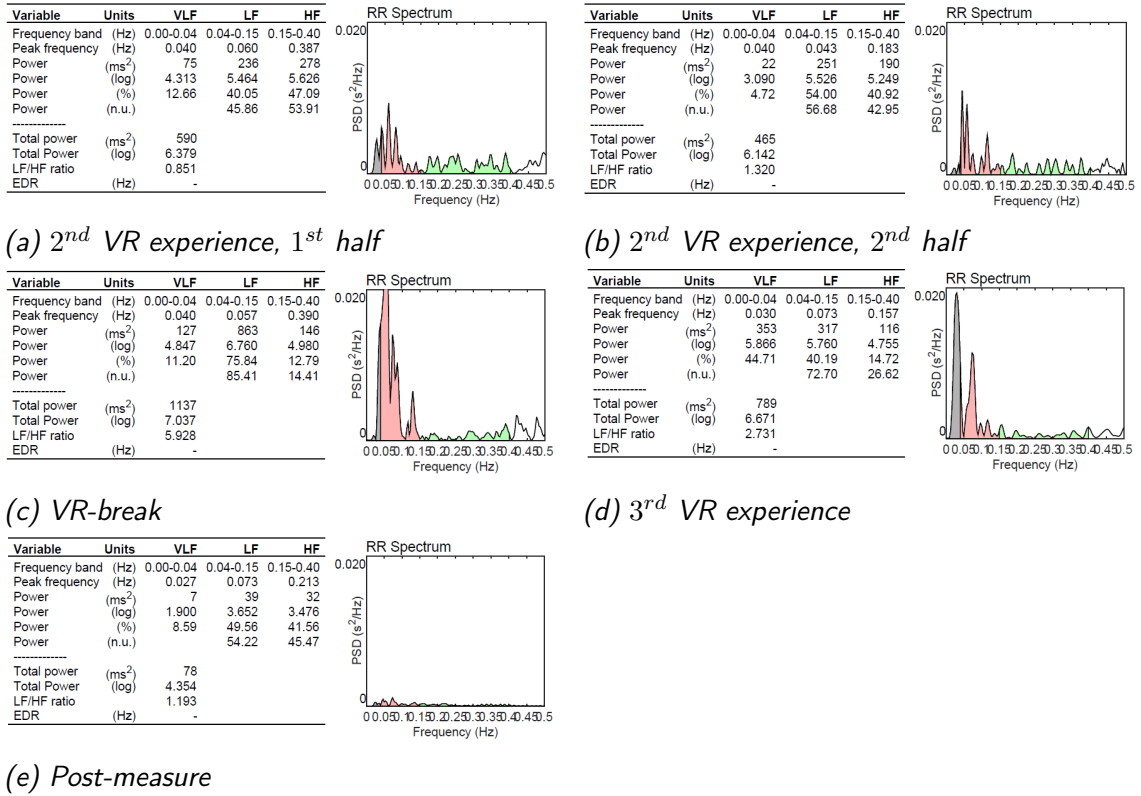 Variable Units VLF LF HF
Frequency band (Hz) 0.00-0.04 0.04-0.15 0.15-0.40
Peak frequency (Hz) 0.040 0.060 0.387
Power (ms²) 75 236 278
Power (log) 4.313 5.464 5.626
Power (%) 12.66 40.05 47.09
Power (n.u.) 45.86 53.91
-------------
Total power (ms²) 590
Total Power (log) 6.379
LF/HF ratio 0.851
EDR (Hz) -
RR Spectrum
0.020
PSD (s²/Hz)
0
0 0.05 0.1 0.15 0.2 0.25 0.3 0.35 0.4 0.45 0.5
Frequency (Hz)
(a) 2nd VR experience, 1st half
Variable Units VLF LF HF
Frequency band (Hz) 0.00-0.04 0.04-0.15 0.15-0.40
Peak frequency (Hz) 0.040 0.043 0.183
Power (ms²) 22 251 190
Power (log) 3.090 5.526 5.249
Power (%) 4.72 54.00 40.92
Power (n.u.) 56.68 42.95
-------------
Total power (ms²) 465
Total Power (log) 6.142
LF/HF ratio 1.320
EDR (Hz) -
RR Spectrum
0.020
PSD (s²/Hz)
0
0 0.05 0.1 0.15 0.2 0.25 0.3 0.35 0.4 0.45 0.5
Frequency (Hz)
(b) 2nd VR experience, 2nd half
Variable Units VLF LF HF
Frequency band (Hz) 0.00-0.04 0.04-0.15 0.15-0.40
Peak frequency (Hz) 0.040 0.057 0.390
Power (ms²) 127 863 146
Power (log) 4.847 6.760 4.980
Power (%) 11.20 75.84 12.79
Power (n.u.) 85.41 14.41
-------------
Total power (ms²) 1137
Total Power (log) 7.037
LF/HF ratio 5.928
EDR (Hz) -
RR Spectrum
0.020
PSD (s²/Hz)
0
0 0.05 0.1 0.15 0.2 0.25 0.3 0.35 0.4 0.45 0.5
Frequency (Hz)
(c) VR-break
Variable Units VLF LF HF
Frequency band (Hz) 0.00-0.04 0.04-0.15 0.15-0.40
Peak frequency (Hz) 0.030 0.073 0.157
Power (ms²) 353 317 116
Power (log) 5.866 5.760 4.755
Power (%) 44.71 40.19 14.72
Power (n.u.) 72.70 26.62
-------------
Total power (ms²) 789
Total Power (log) 6.671
LF/HF ratio 2.731
EDR (Hz) -
RR Spectrum
0.020
PSD (s²/Hz)
0
0 0.05 0.1 0.15 0.2 0.25 0.3 0.35 0.4 0.45 0.5
Frequency (Hz)
(d) 3rd VR experience
Variable Units VLF LF HF
Frequency band (Hz) 0.00-0.04 0.04-0.15 0.15-0.40
Peak frequency (Hz) 0.027 0.073 0.213
Power (ms²) 7 39 32
Power (log) 1.900 3.652 3.476
Power (%) 8.59 49.56 41.56
Power (n.u.) 54.22 45.47
-------------
Total power (ms²) 78
Total Power (log) 4.354
LF/HF ratio 1.193
EDR (Hz) -
RR Spectrum
0.020
PSD (s²/Hz)
0
0 0.05 0.1 0.15 0.2 0.25 0.3 0.35 0.4 0.45 0.5
Frequency (Hz)
(e) Post-measure